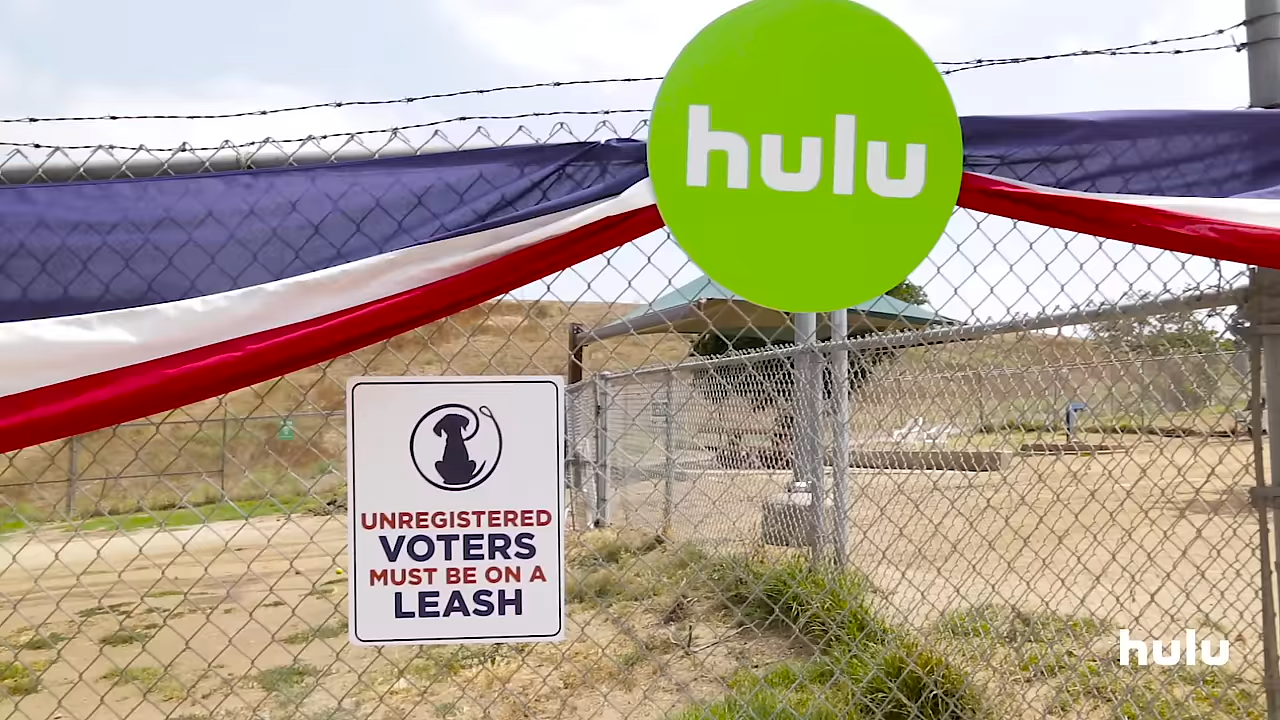 hulu
UNREGISTERED
VOTERS
MUST BE ON A
LEASH
hulu